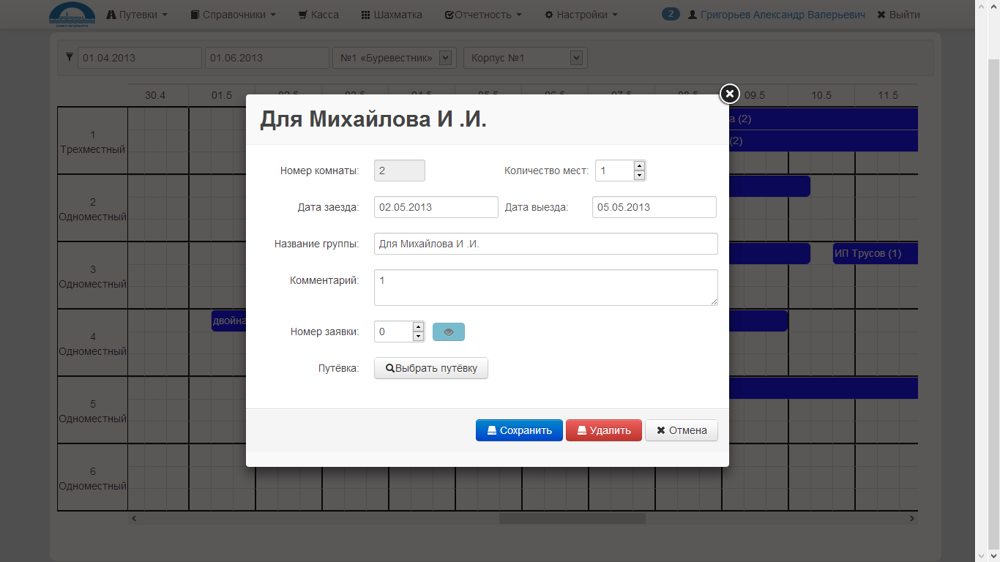 Путевки Справочники Касса Шахматка Отчетность Настройки 2 Григорьев Александр Валерьевич Выйти
01.04.2013 01.06.2013 №1 «Буревестник» Корпус №1
30.4 01.5 02.5 03.5 04.5 05.5 06.5 07.5 08.5 09.5 10.5 11.5
Для Михайлова И .И.
а (2)
(2)
1
Трехместный
Номер комнаты: 2 Количество мест: 1
2
Одноместный
Дата заезда: 02.05.2013 Дата выезда: 05.05.2013
Название группы: Для Михайлова И .И.
ИП Трусов (1)
3
Одноместный
Комментарий: 1
двойна
4
Одноместный
Номер заявки: 0
Путёвка: Выбрать путёвку
5
Одноместный
Сохранить Удалить Отмена
6
Одноместный